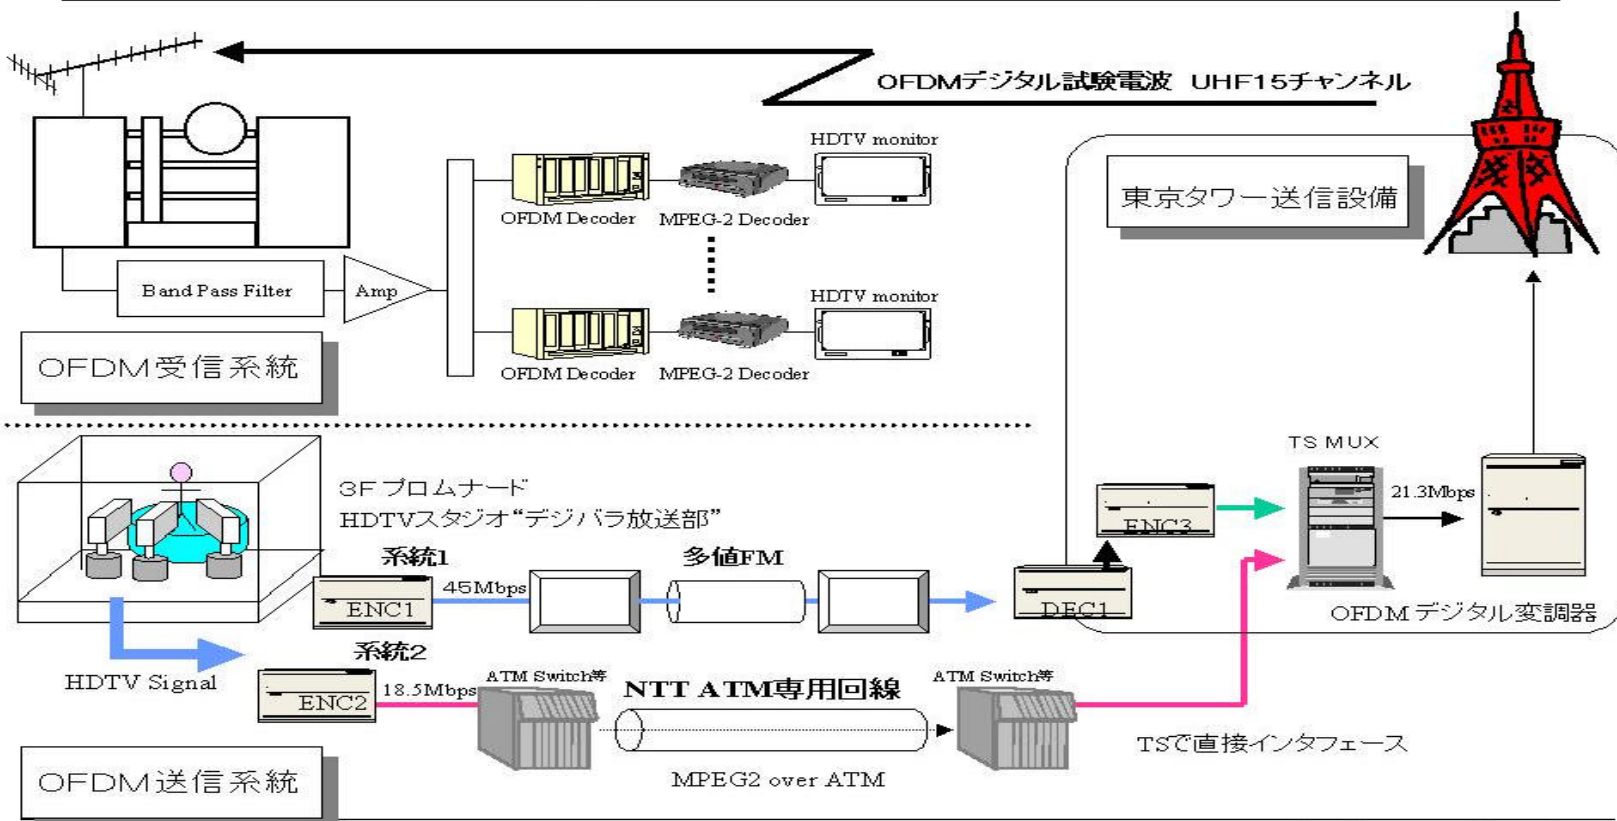 OFDMデジタル試験電波 UHF15チャンネル
HDTV monitor
東京タワー送信設備
OFDM Decoder
MPEG-2 Decoder
Band Pass Filter
Amp
HDTV monitor
OFDM受信系統
OFDM Decoder
MPEG-2 Decoder
TS MUX
3Fプロムナード
HDTVスタジオ“デジパラ放送部”
21.3Mbps
ENC3
系統1
多値FM
45Mbps
ENC1
DEC1
OFDMデジタル変調器
系統2
HDTV Signal
ENC2
18.5Mbps
ATM Switch等
NTT ATM専用回線
ATM Switch等
TSで直接インタフェース
MPEG2 over ATM
OFDM送信系統